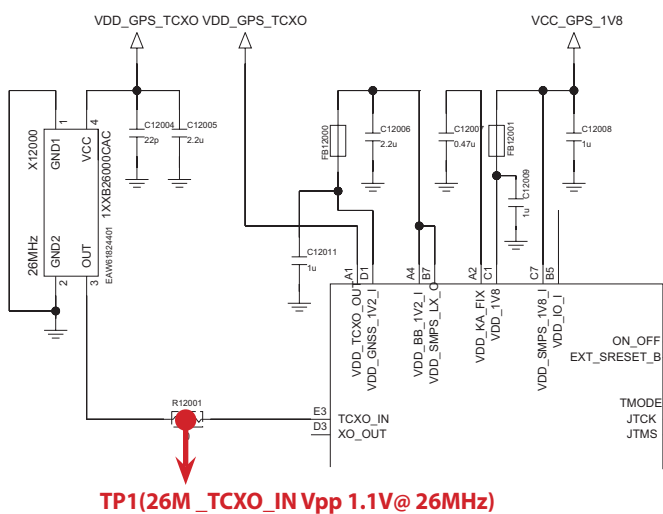 VDD_GPS_TCXO VDD_GPS_TCXO
VCC_GPS_1V8
1
4
X12000
GND1
VCC
1XXB26000CAC
EAW61824401
26MHz
GND2
OUT
2
3
C12004
22p
C12005
2.2u
FB12000
C12006
2.2u
C12007
0.47u
FB12001
C12008
1u
C12009
1u
C12011
1u
A1
D1
A4
B7
A2
C1
C7
B5
VDD_TCXO_OUT
VDD_GNSS_1V2_I
VDD_BB_1V2_I
VDD_SMPS_LX_O
VDD_KA_FIX
VDD_1V8
VDD_SMPS_1V8_I
VDD_IO_I
ON_OFF
EXT_SRESET_B
TMODE
JTCK
JTMS
R12001
E3
TCXO_IN
D3
XO_OUT
TP1(26M _TCXO_IN Vpp 1.1V@ 26MHz)